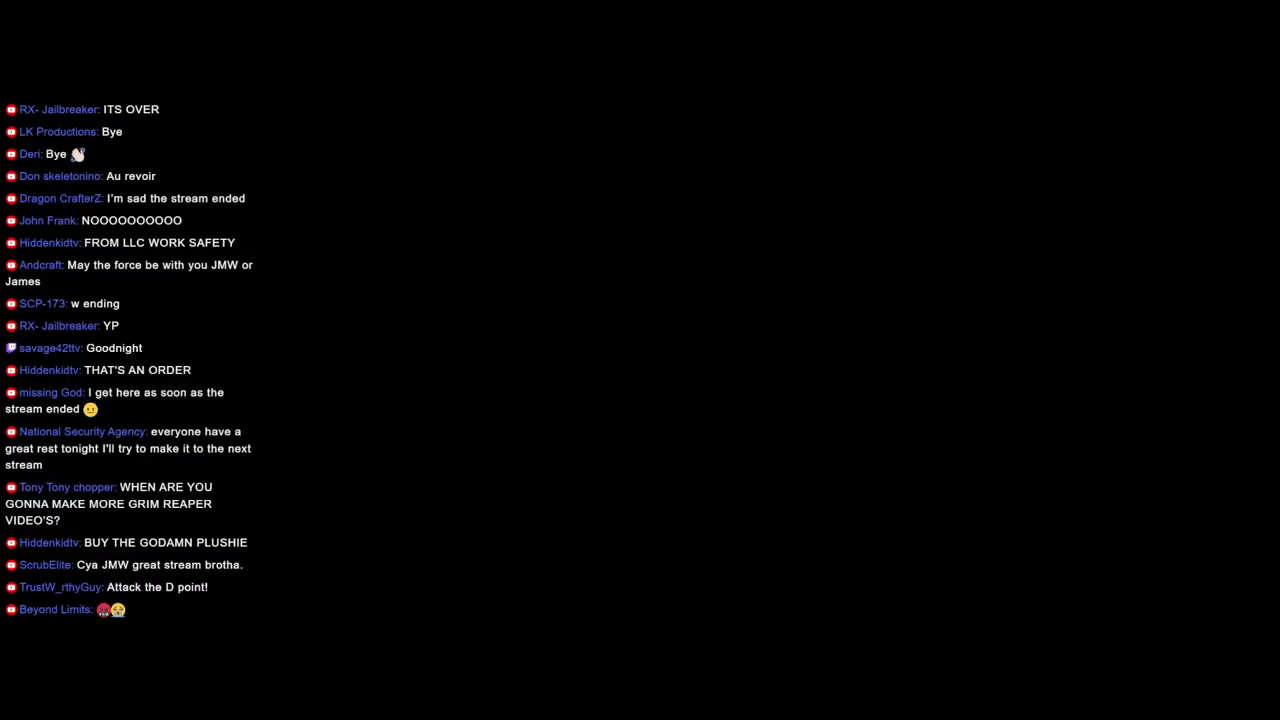 RX- Jailbreaker: ITS OVER
LK Productions: Bye
Deri: Bye 👋🏻
Don skeletonino: Au revoir
Dragon CrafterZ: I'm sad the stream ended
John Frank: NOOOOOOOOOO
Hiddenkidtv: FROM LLC WORK SAFETY
Andcraft: May the force be with you JMW or
James
SCP-173: w ending
RX- Jailbreaker: YP
savage42ttv: Goodnight
Hiddenkidtv: THAT'S AN ORDER
missing God: I get here as soon as the
stream ended 😐
National Security Agency: everyone have a
great rest tonight I'll try to make it to the next
stream
Tony Tony chopper: WHEN ARE YOU
GONNA MAKE MORE GRIM REAPER
VIDEO'S?
Hiddenkidtv: BUY THE GODAMN PLUSHIE
ScrubElite: Cya JMW great stream brotha.
TrustW_rthyGuy: Attack the D point!
Beyond Limits: 😡😭